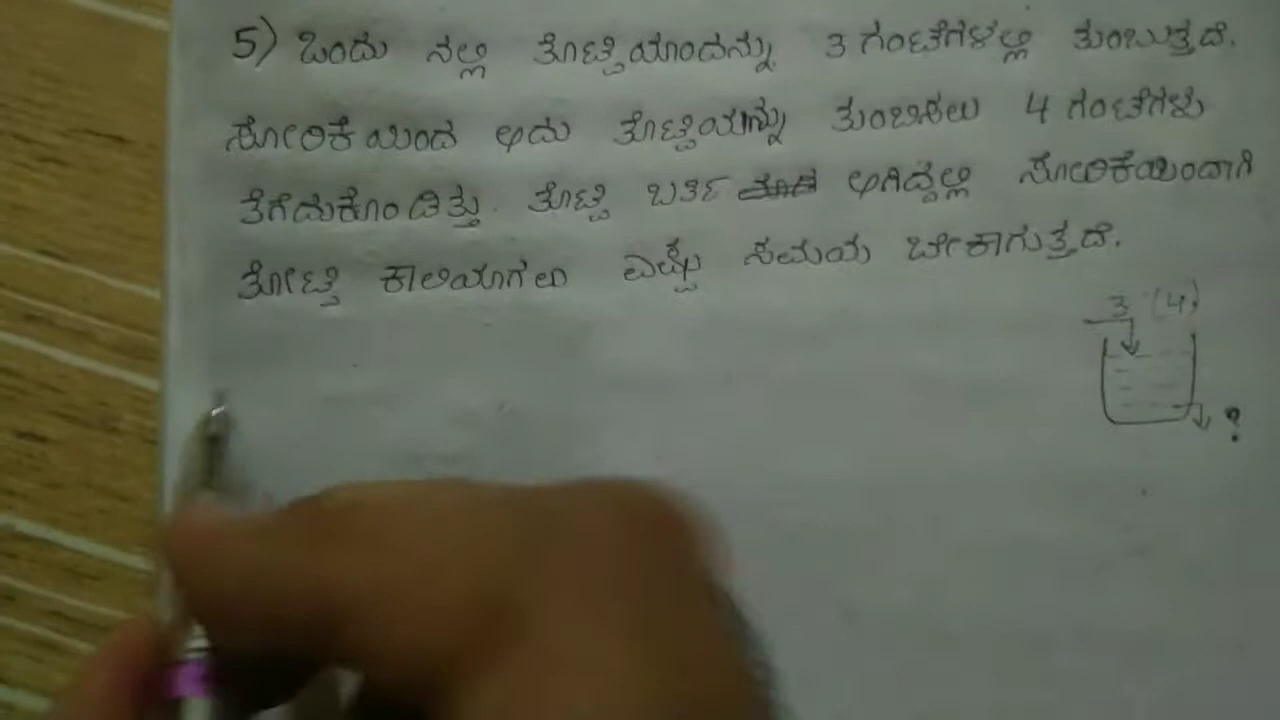 5) ಒಂದು ನಲ್ಲಿ ತೊಟ್ಟಿಯೊಂದನ್ನು 3 ಗಂಟೆಗಳಲ್ಲಿ ತುಂಬುತ್ತದೆ.
ಸೋರಿಕೆಯಿಂದ ಅದು ತೊಟ್ಟಿಯನ್ನು ತುಂಬಿಸಲು 4 ಗಂಟೆಗಳು
ತೆಗೆದುಕೊಂಡಿತ್ತು. ತೊಟ್ಟಿ ಬರ್ತಿ ಆಗಿದ್ದಲ್ಲಿ ಸೋರಿಕೆಯಿಂದಾಗಿ
ತೊಟ್ಟಿ ಕಾಲಿಯಾಗಲು ಎಷ್ಟು ಸಮಯ ಬೇಕಾಗುತ್ತದೆ.
3 (4)
?